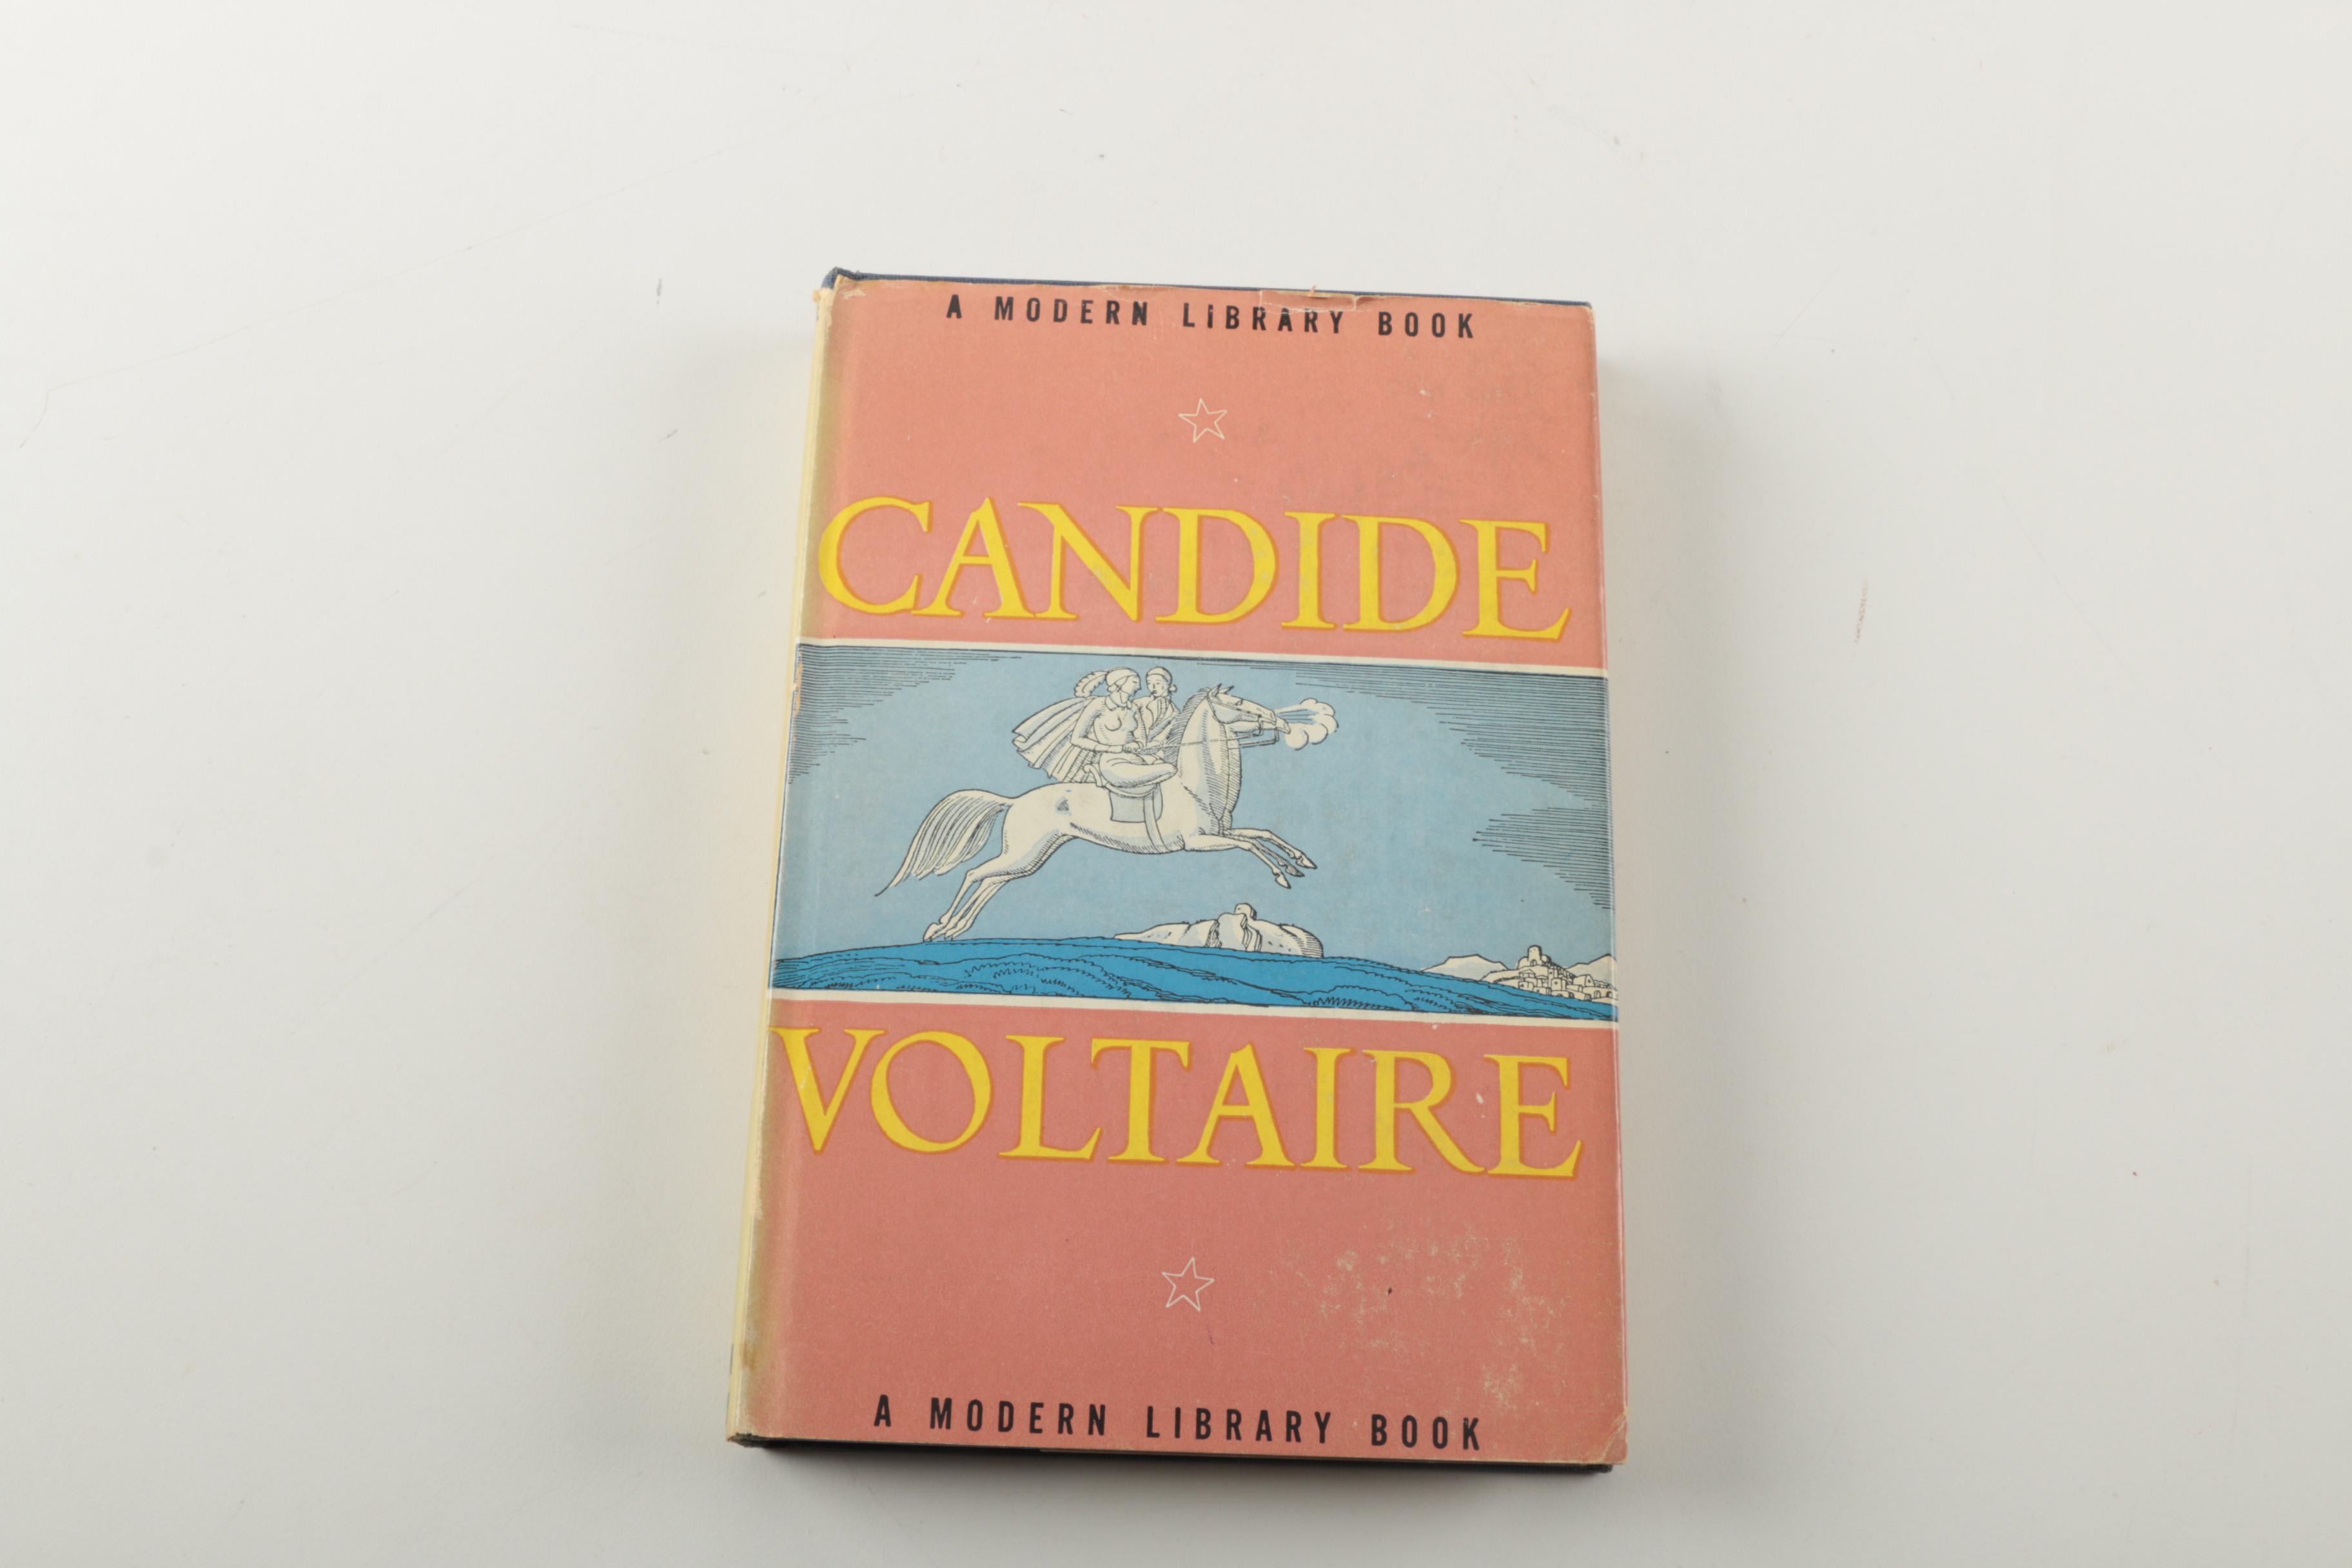 A MODERN LIBRARY BOOK
CANDIDE
VOLTAIRE
A MODERN LIBRARY BOOK